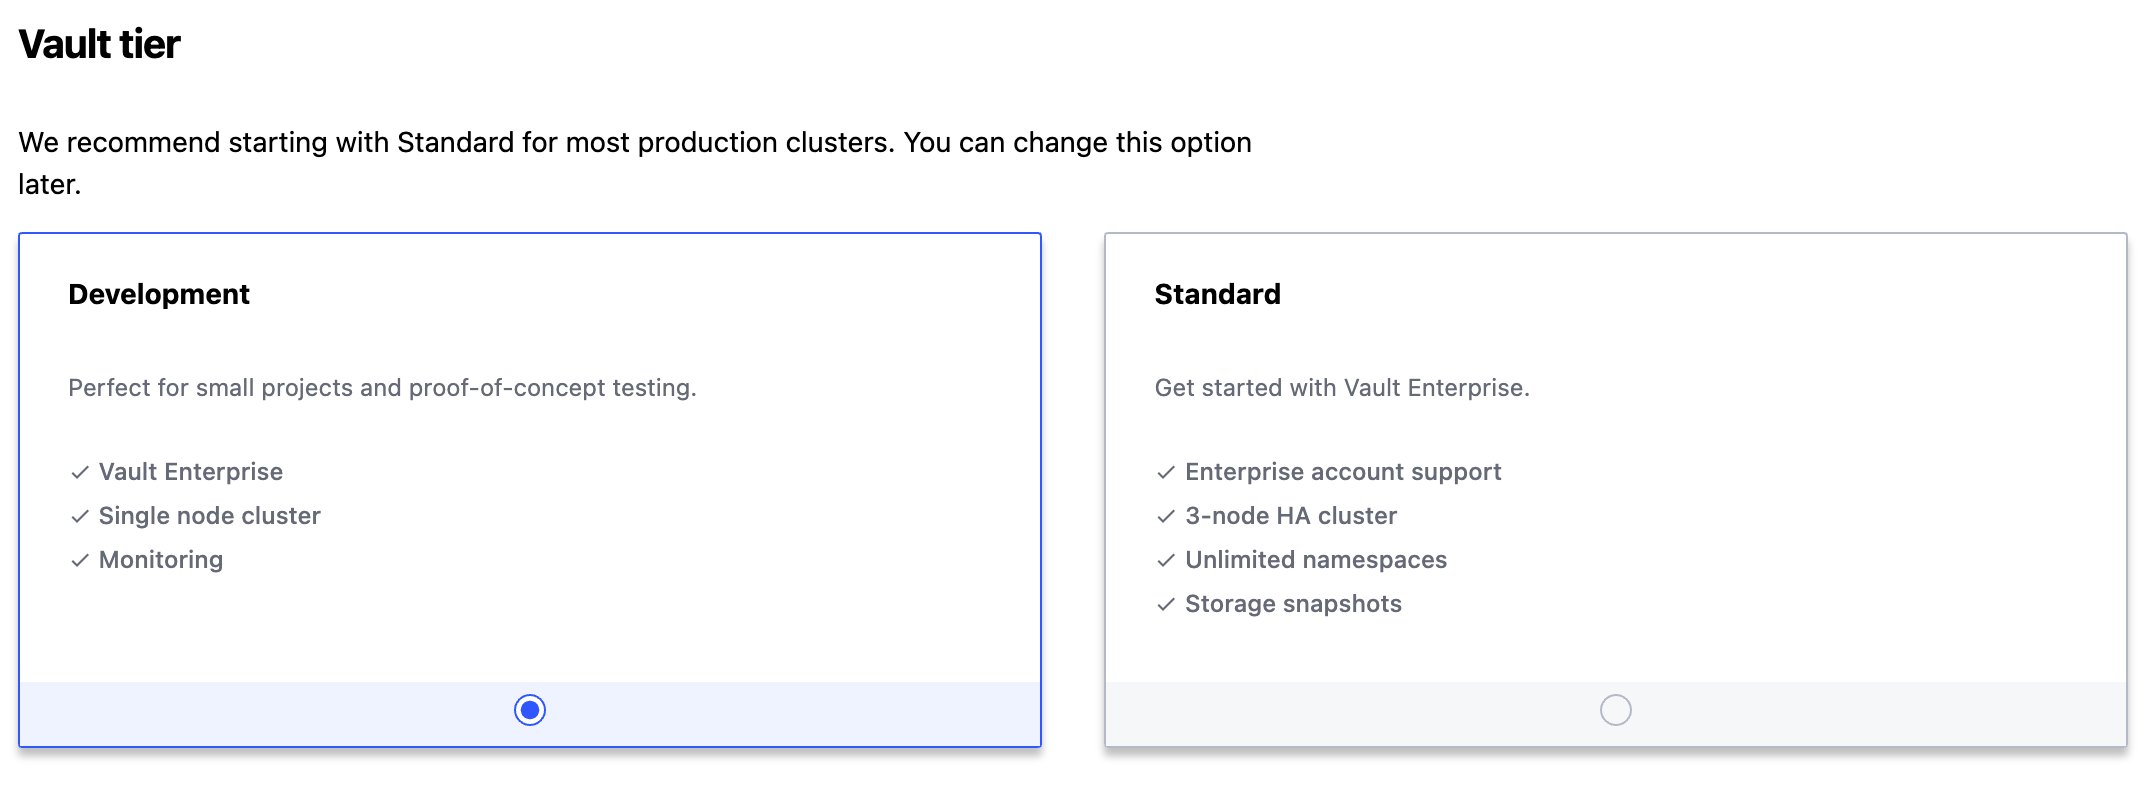 Vault tier
We recommend starting with Standard for most production clusters. You can change this option
later.
Development
Perfect for small projects and proof-of-concept testing.
✓ Vault Enterprise
✓ Single node cluster
✓ Monitoring
Standard
Get started with Vault Enterprise.
✓ Enterprise account support
✓ 3-node HA cluster
✓ Unlimited namespaces
✓ Storage snapshots